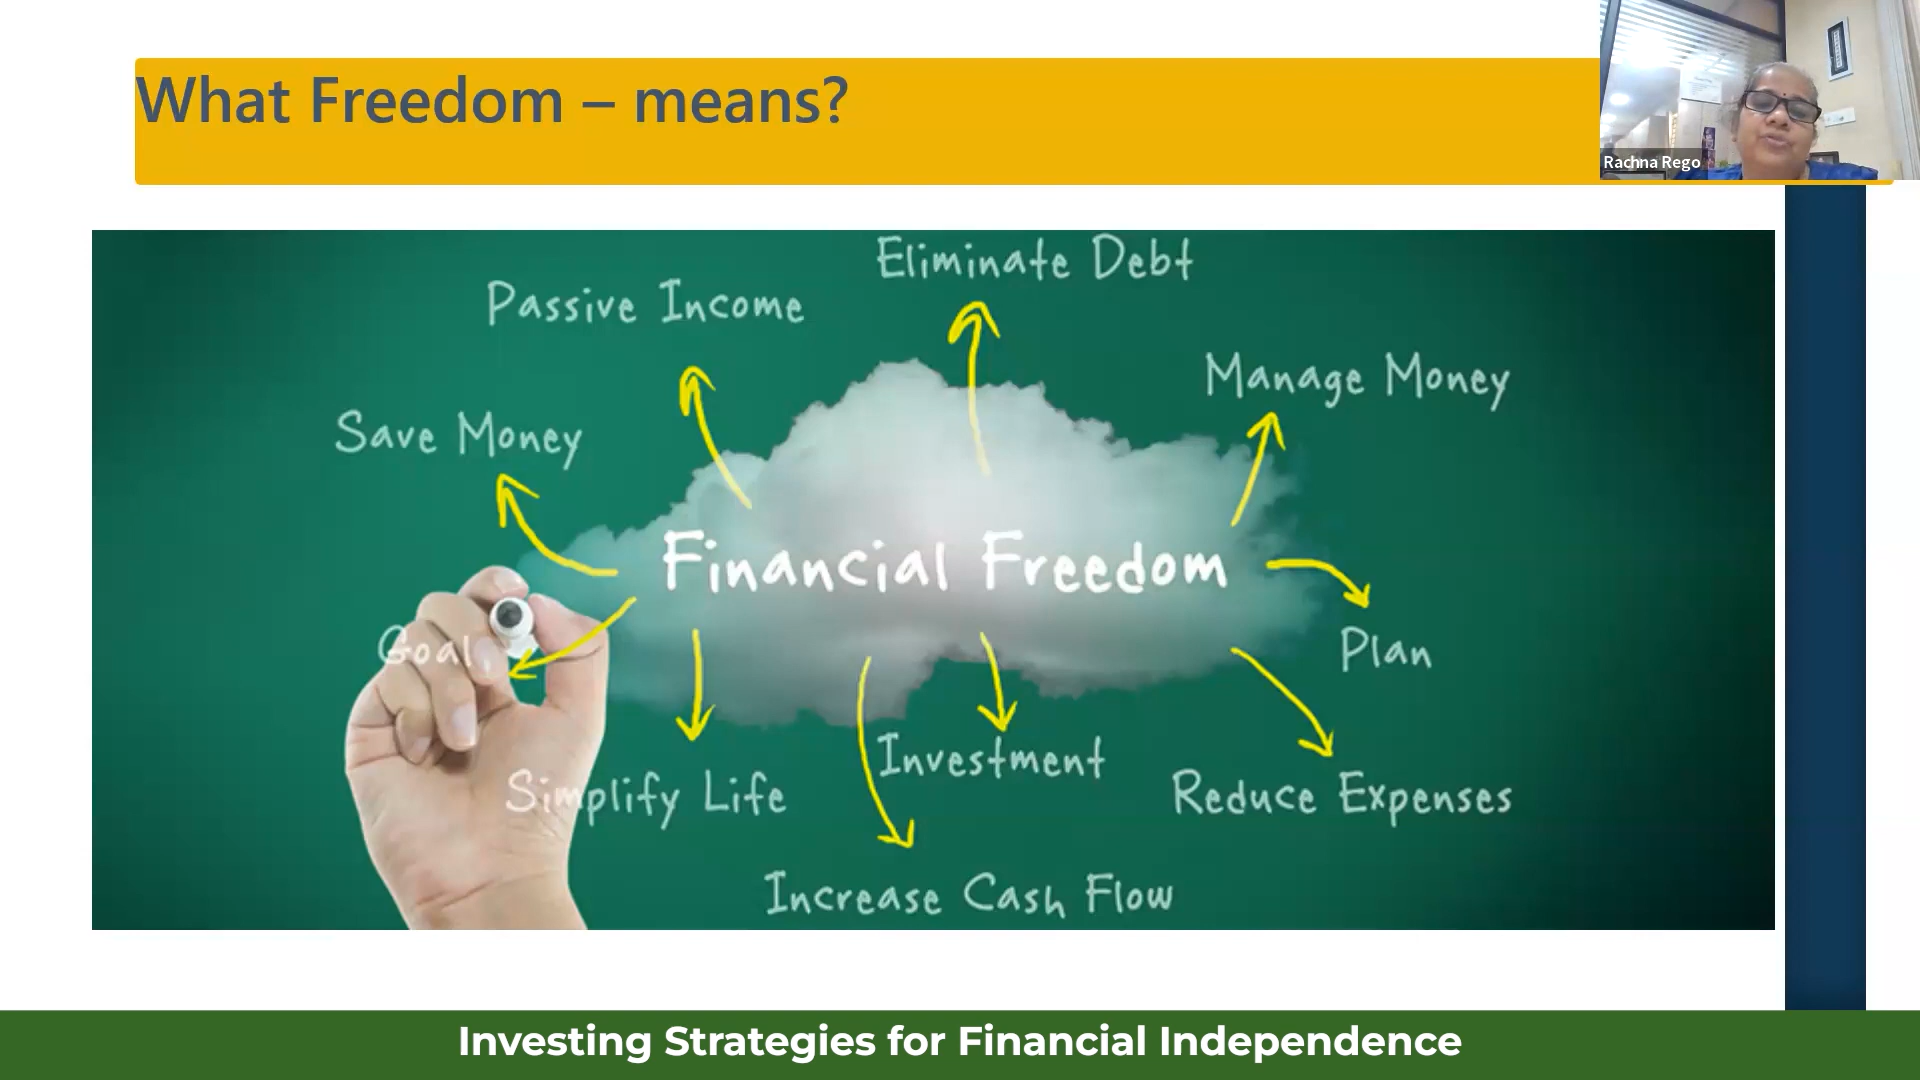 What Freedom – means?
Rachna Rego
Eliminate Debt
Passive Income
Manage Money
Save Money
Financial Freedom
Goal
Plan
Investment
Simplify Life
Reduce Expenses
Increase Cash Flow
Investing Strategies for Financial Independence